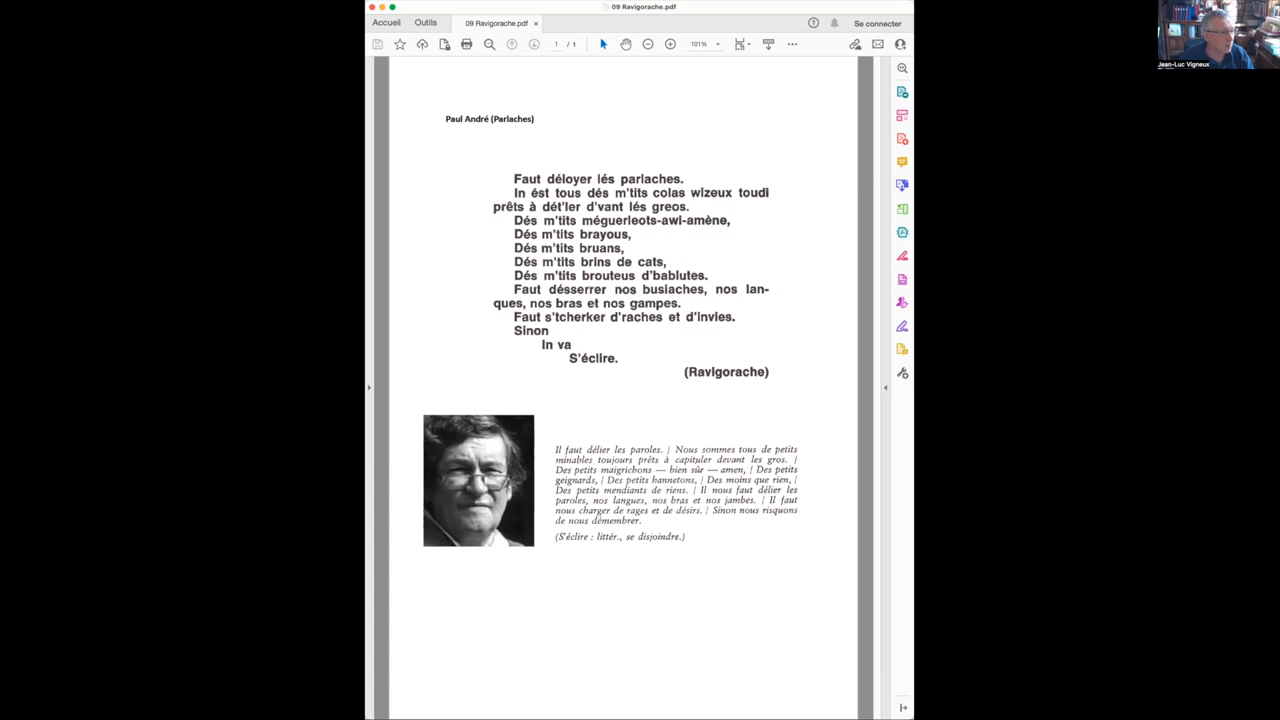 09 Ravigorache.pdf
Accueil Outils 09 Ravigorache.pdf × Se connecter
1 / 1 101%
Jean-Luc Vigneux
Paul André (Parlaches)
Faut déloyer lés parlaches.
In ést tous dés m'tits colas wizeux toudi
prêts à dét'ler d'vant lés greos.
Dés m'tits méguerleots-awi-amène,
Dés m'tits brayous,
Dés m'tits bruans,
Dés m'tits brins de cats,
Dés m'tits brouteus d'bablutes.
Faut désserrer nos busiaches, nos lan-
ques, nos bras et nos gampes.
Faut s'tcherker d'raches et d'invies.
Sinon
In va
S'éclire.
(Ravigorache)
Il faut délier les paroles. | Nous sommes tous de petits
minables toujours prêts à capituler devant les gros. |
Des petits maigrichons — bien sûr — amen, | Des petits
geignards, | Des petits hannetons, | Des moins que rien, |
Des petits mendiants de riens. | Il nous faut délier les
paroles, nos langues, nos bras et nos jambes. | Il faut
nous charger de rages et de désirs. | Sinon nous risquons
de nous démembrer.
(S'éclire : littér., se disjoindre.)